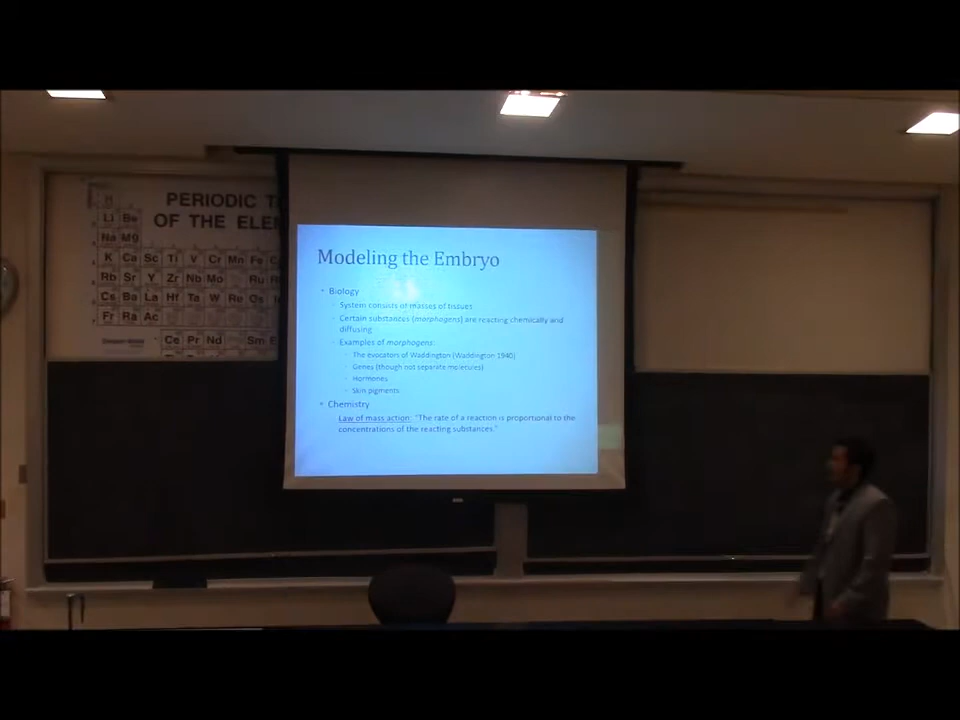 PERIODIC T
OF THE ELE
H
Li Be
Na Mg
K Ca Sc Ti V Cr Mn Fe C
Rb Sr Y Zr Nb Mo Ru R
Cs Ba La Hf Ta W Re Os
Fr Ra Ac
Ce Pr Nd Sm E
Modeling the Embryo
• Biology
System consists of masses of tissues
Certain substances (morphogens) are reacting chemically and
diffusing
Examples of morphogens:
The evocators of Waddington (Waddington 1940)
Genes (though not separate molecules)
Hormones
Skin pigments
• Chemistry
Law of mass action: "The rate of a reaction is proportional to the
concentrations of the reacting substances."